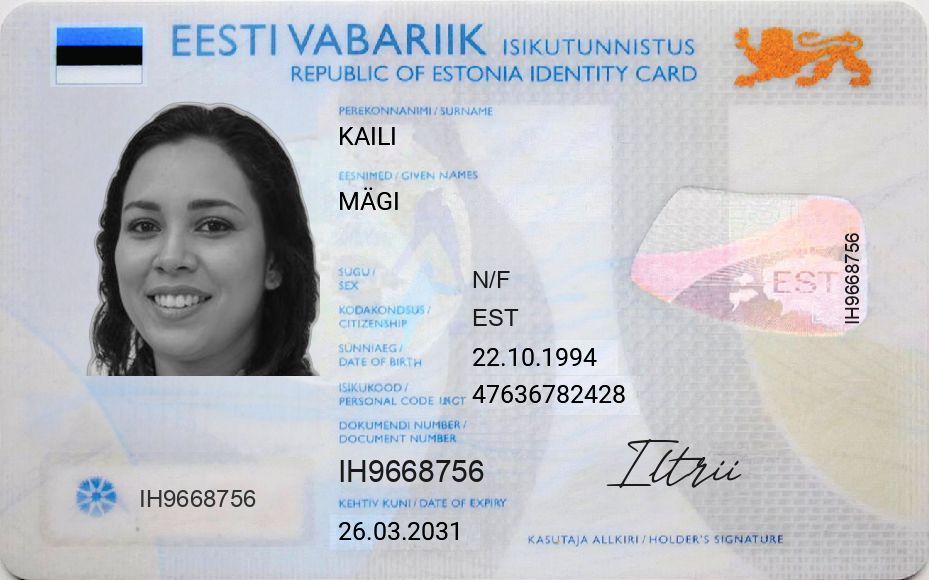 EESTI VABARIIK ISIKUTUNNISTUS
REPUBLIC OF ESTONIA IDENTITY CARD
PEREKONNANIMI / SURNAME
KAILI
EESNIMED / GIVEN NAMES
MÄGI
SUGU /
SEX
N/F
KODAKONDSUS /
CITIZENSHIP
EST
SÜNNIAEG /
DATE OF BIRTH
22.10.1994
ISIKUKOOD /
PERSONAL CODE
47636782428
DOKUMENDI NUMBER /
DOCUMENT NUMBER
IH9668756
KEHTIV KUNI / DATE OF EXPIRY
26.03.2031
IH9668756
EST
IH9668756
KASUTAJA ALLKIRI / HOLDER'S SIGNATURE